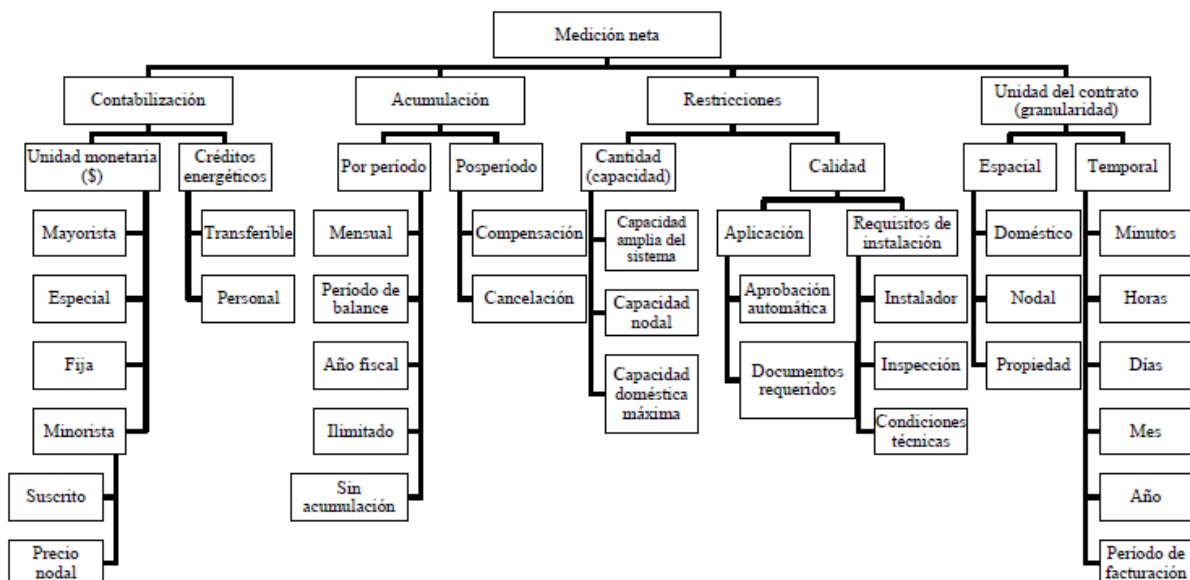 Medición neta
Contabilización
Acumulación
Restricciones
Unidad del contrato
(granularidad)
Unidad monetaria
($)
Créditos
energéticos
Por período
Posperíodo
Cantidad
(capacidad)
Calidad
Espacial
Temporal
Mayorista
Especial
Fija
Minorista
Suscrito
Precio
nodal
Transferible
Personal
Mensual
Período de
balance
Año fiscal
Ilimitado
Sin
acumulación
Compensación
Cancelación
Capacidad
amplia del
sistema
Capacidad
nodal
Capacidad
doméstica
máxima
Aplicación
Requisitos de
instalación
Aprobación
automática
Documentos
requeridos
Instalador
Inspección
Condiciones
técnicas
Doméstico
Nodal
Propiedad
Minutos
Horas
Días
Mes
Año
Período de
facturación